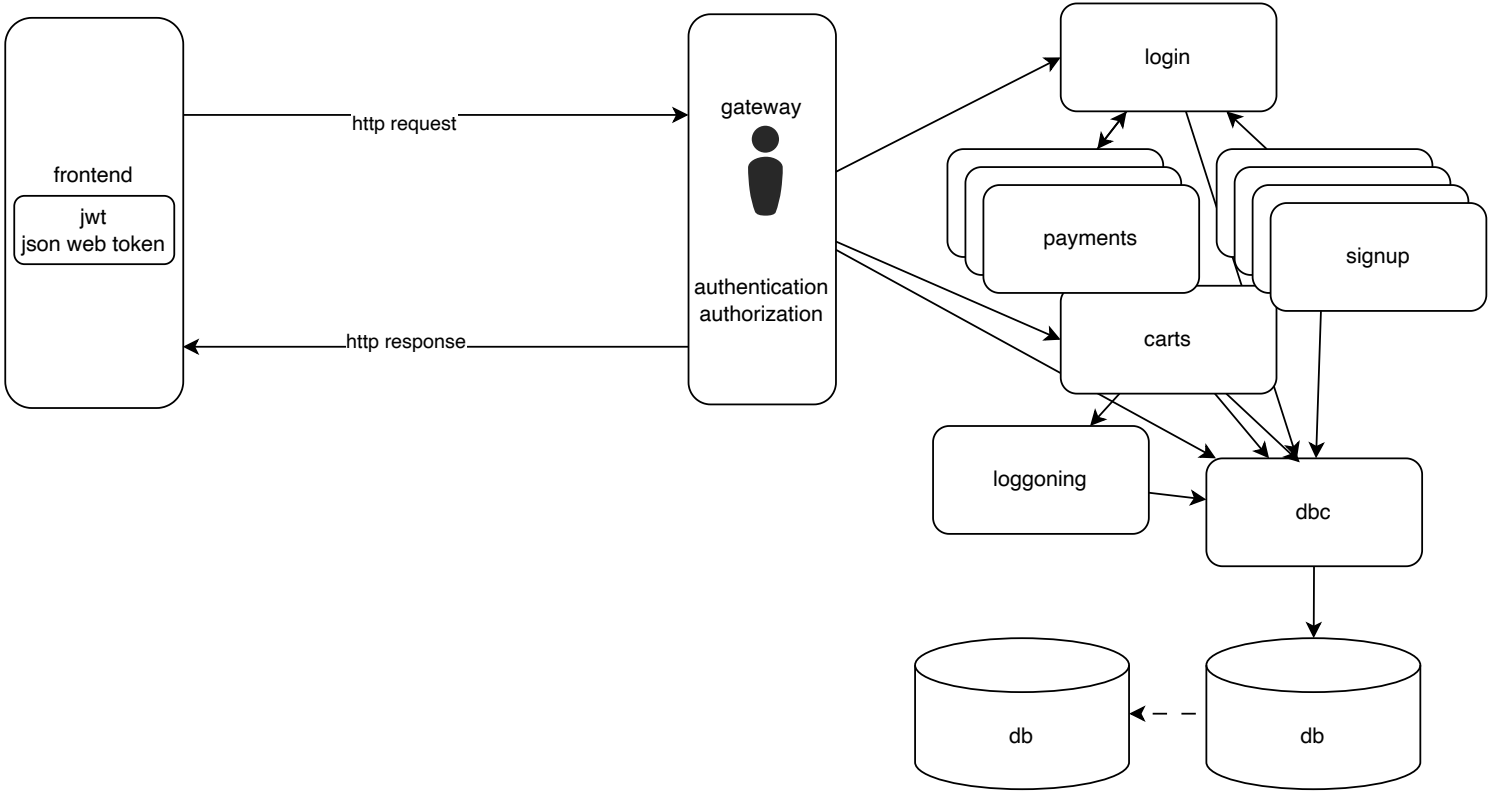 frontend
jwt
json web token
http request
http response
gateway
authentication
authorization
login
payments
signup
carts
loggoning
dbc
db
db